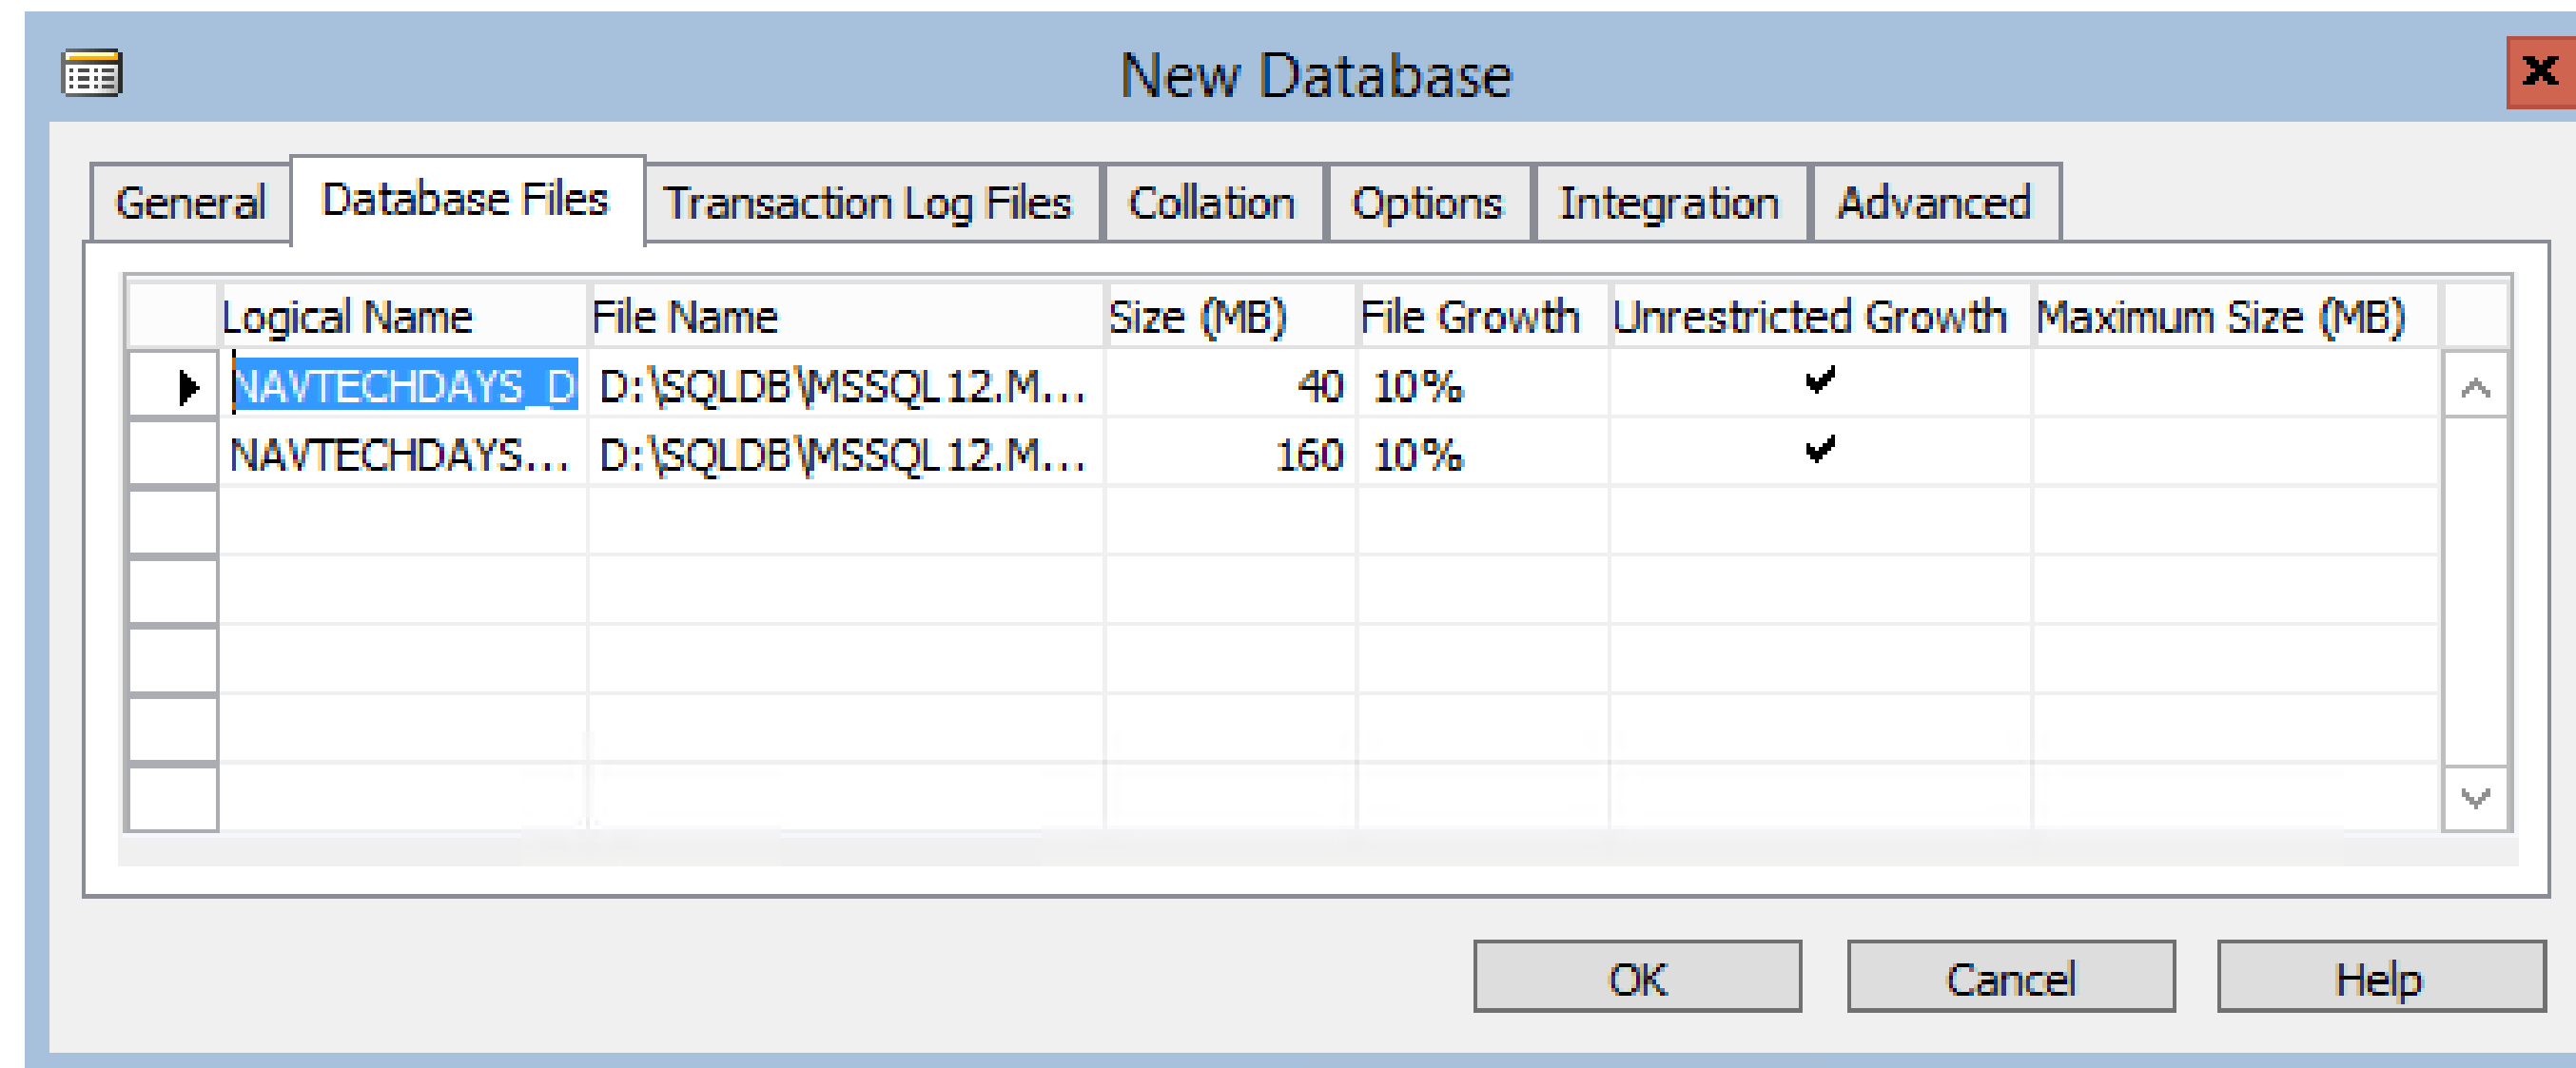 New Database
General Database Files Transaction Log Files Collation Options Integration Advanced
Logical Name File Name Size (MB) File Growth Unrestricted Growth Maximum Size (MB)
NAVTECHDAYS_D D:\SQLDB\MSSQL12.M... 40 10%
NAVTECHDAYS... D:\SQLDB\MSSQL12.M... 160 10%
OK Cancel Help